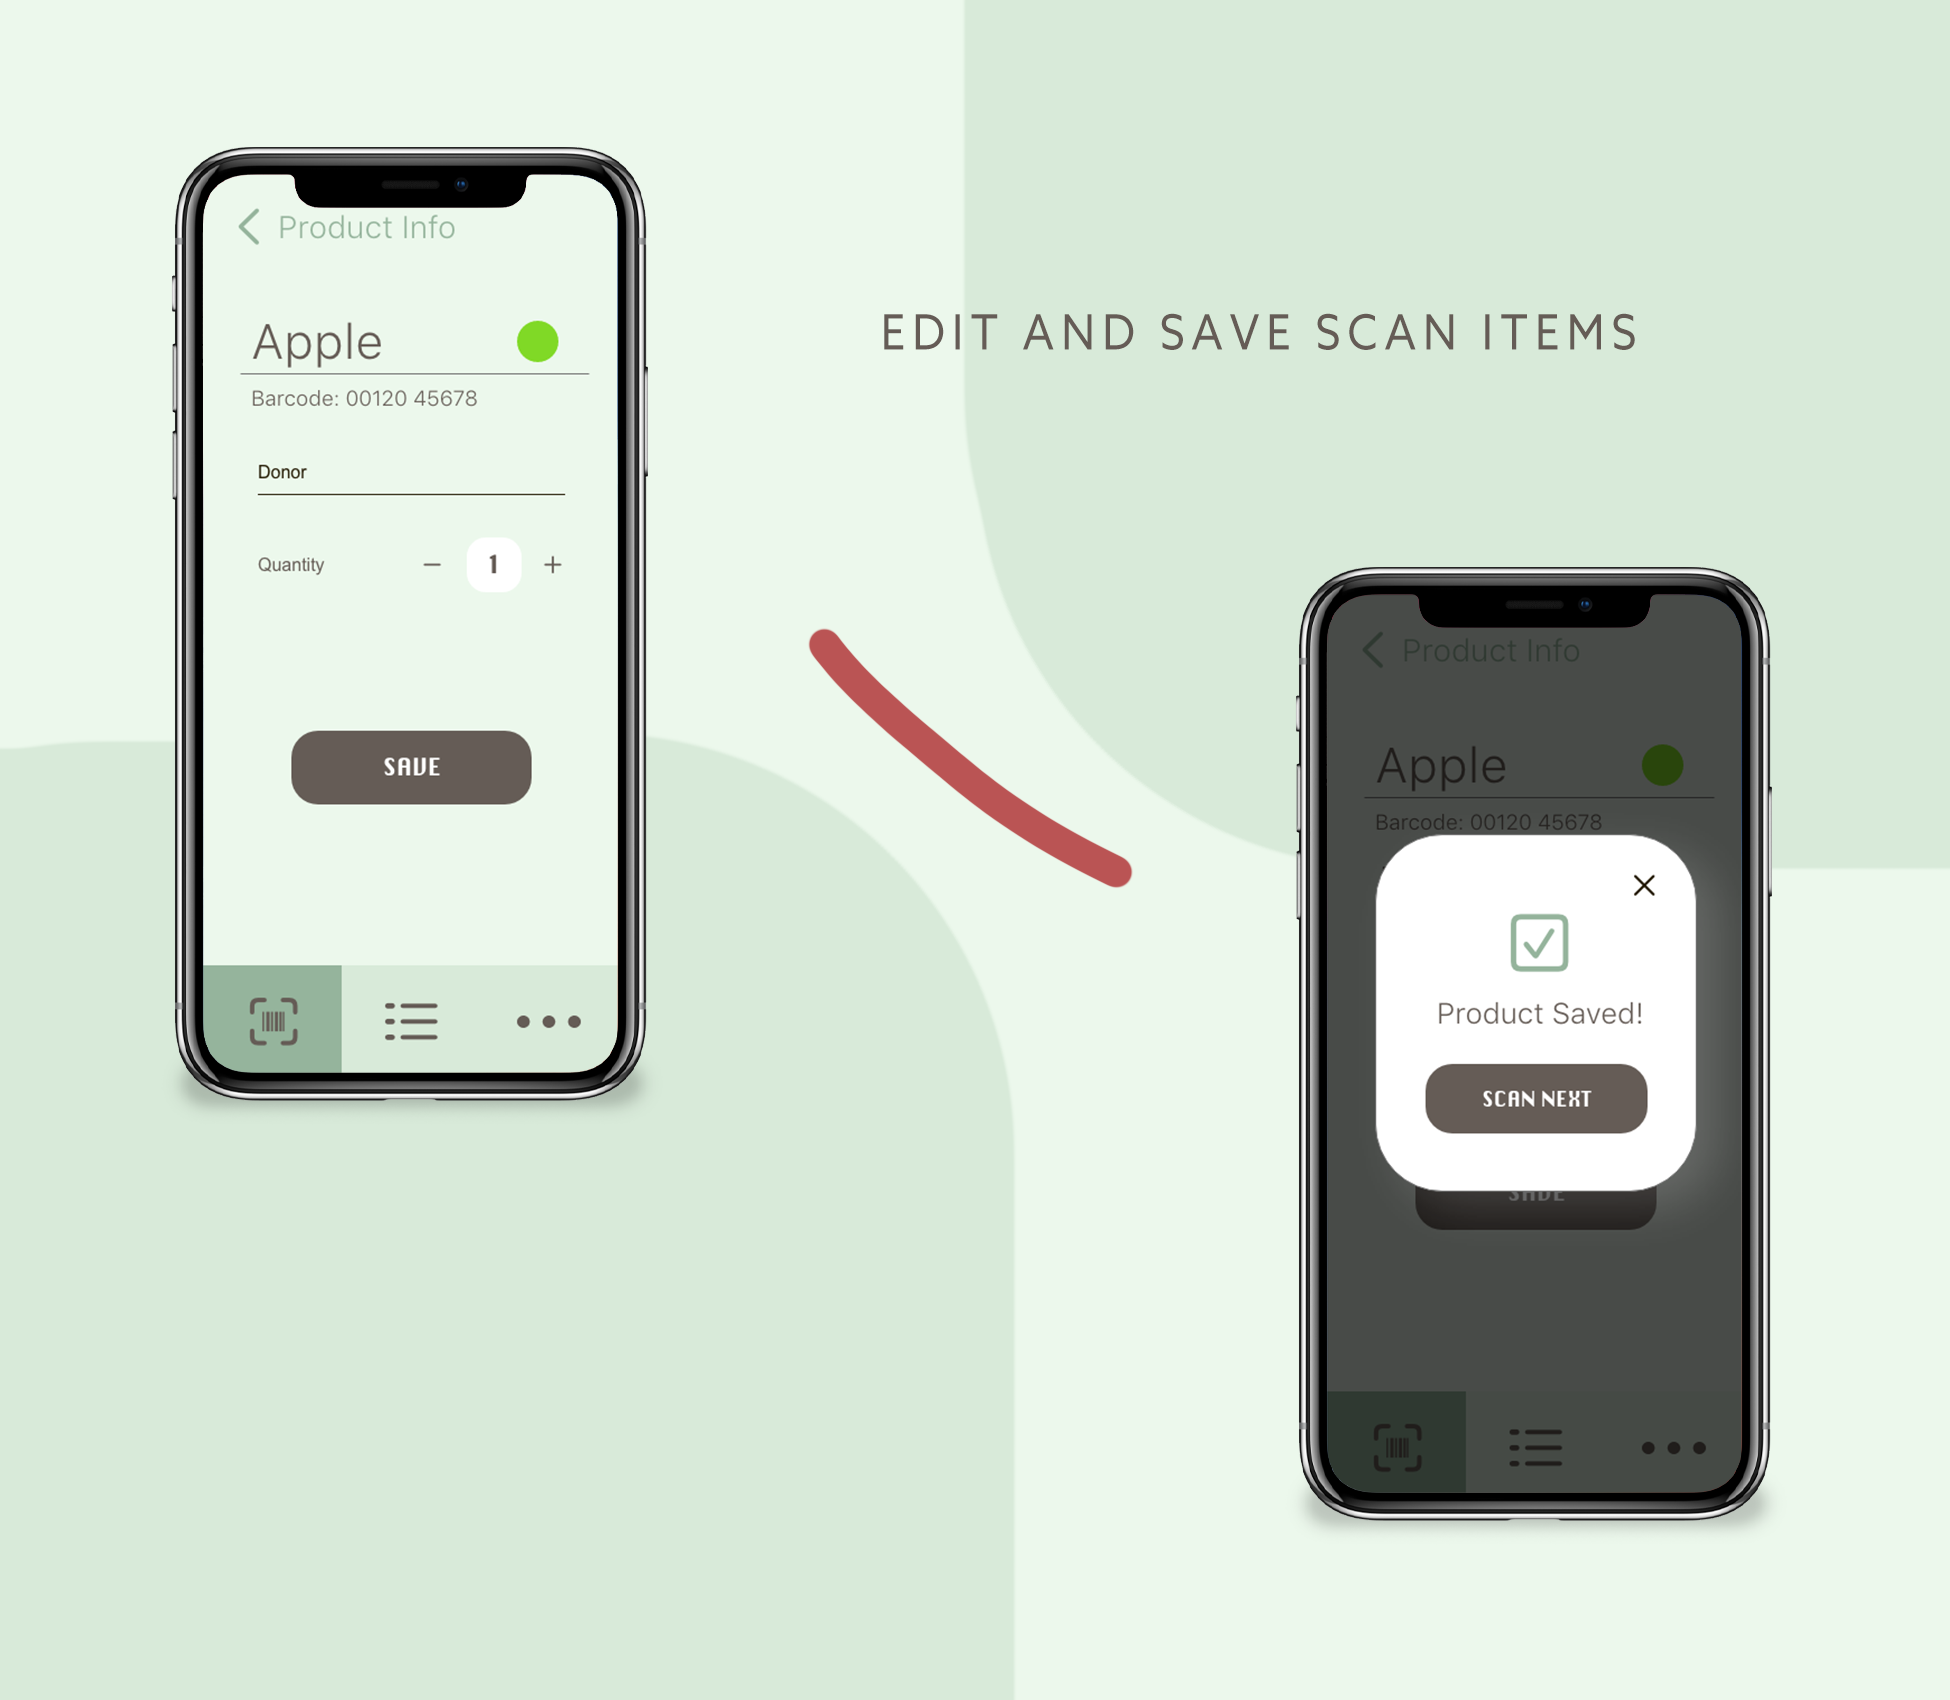 Product Info
Apple
Barcode: 00120 45678
Donor
Quantity
1
SAVE
EDIT AND SAVE SCAN ITEMS
Product Info
Apple
Barcode: 00120 45678
Product Saved!
SCAN NEXT
SAVE